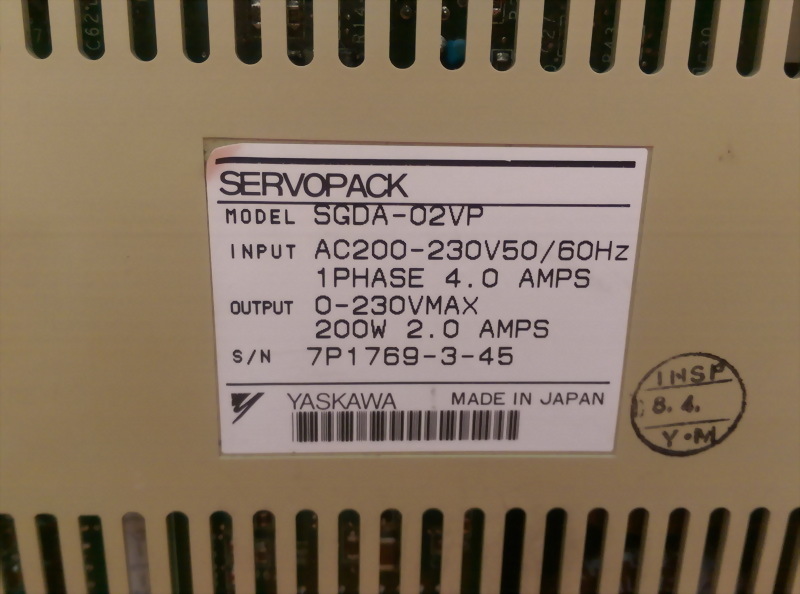 SERVOPACK
MODEL SGDA-02VP
INPUT AC200-230V50/60Hz
1PHASE 4.0 AMPS
OUTPUT 0-230VMAX
200W 2.0 AMPS
S/N 7P1769-3-45
YASKAWA MADE IN JAPAN
INSP
8.4.
Y·M